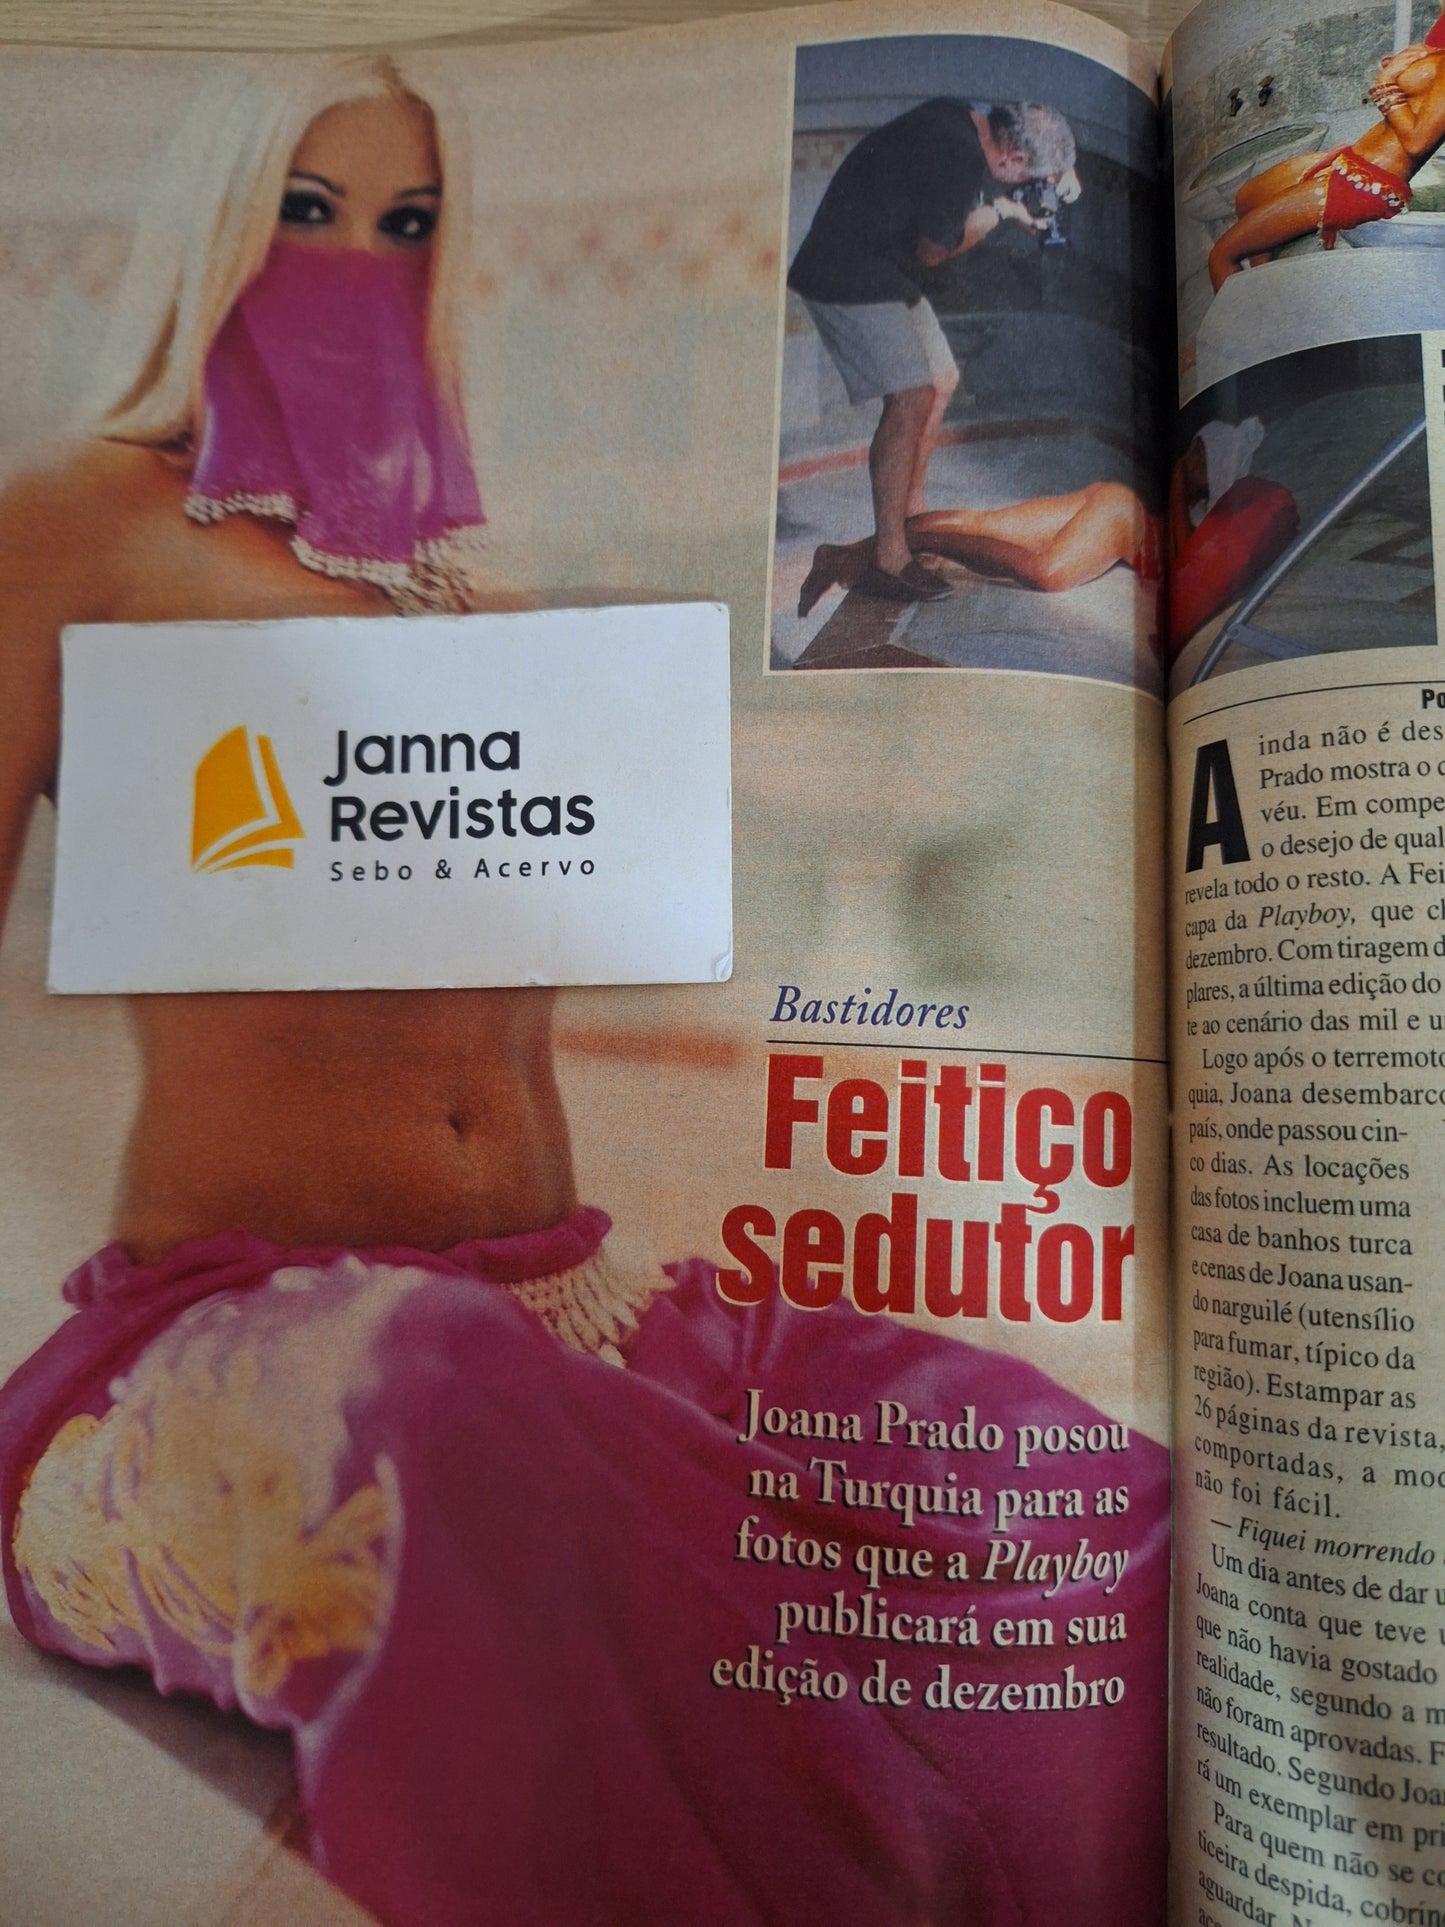 Janna
Revistas
Sebo & Acervo
Bastidores
Feitiço
sedutor
Joana Prado posou
na Turquia para as
fotos que a Playboy
publicará em sua
edição de dezembro
Ainda não é des
Prado mostra o
véu. Em compe
o desejo de qual
revela todo o resto. A Fei
capa da Playboy, que
dezembro. Com tiragem
plares, a última edição do
te ao cenário das mil e
Logo após o terremoto
quia, Joana desembarc
país, onde passou cin-
co dias. As locações
das fotos incluem uma
casa de banhos turca
e cenas de Joana usan-
do narguilé (utensílio
para fumar, típico da
região). Estampar as
26 páginas da revista,
comportadas, a mo
não foi fácil.
— Fiquei morrendo
Um dia antes de dar
Joana conta que teve
que não havia gostado
realidade, segundo a
não foram aprovadas.
resultado. Segundo Joa
rá um exemplar em pri
Para quem não se
ticeira despida, cobrin
aguardar.